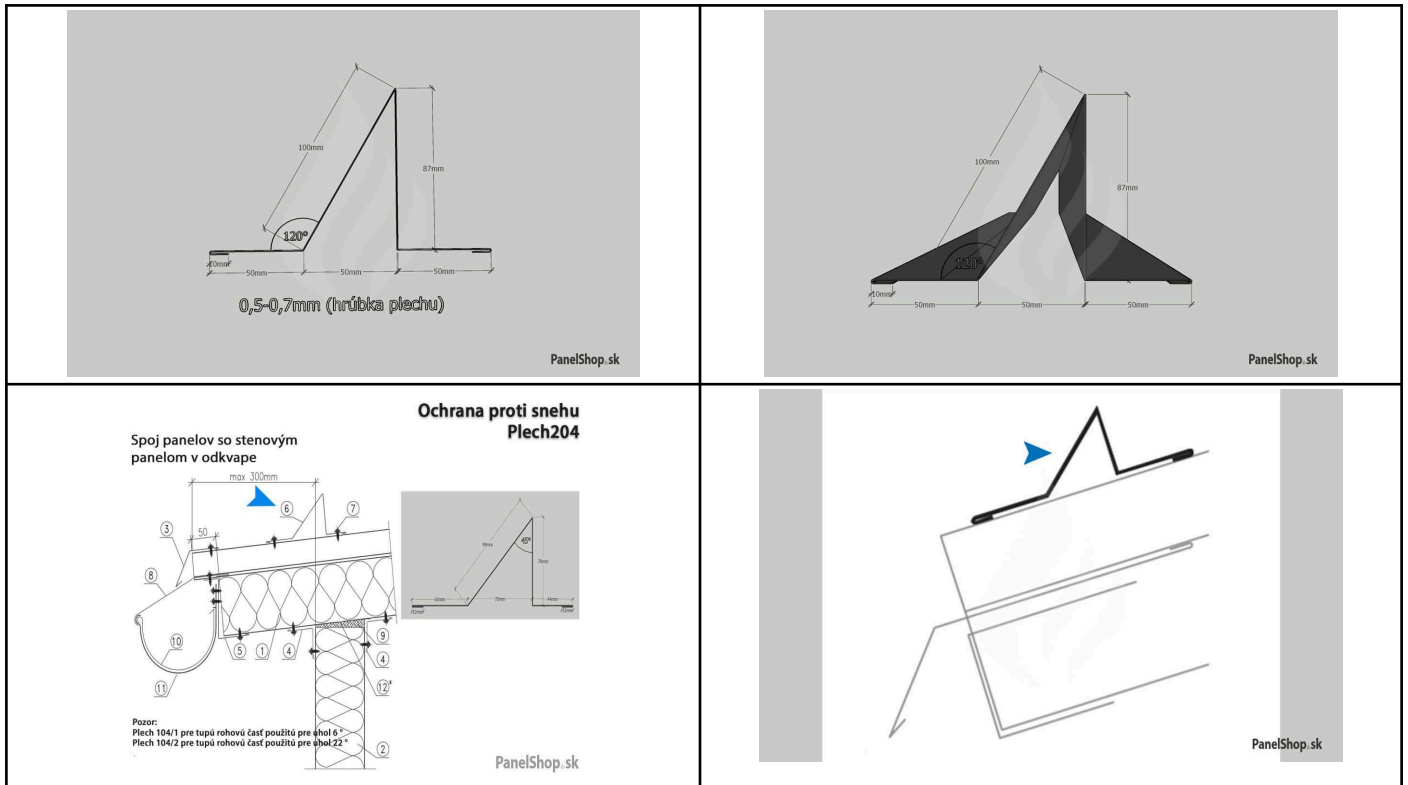 100mm
87mm
120°
10mm
50mm
50mm
50mm
0,5-0,7mm (hrúbka plechu)
PanelShop.sk
100mm
87mm
120°
10mm
50mm
50mm
50mm
PanelShop.sk
Ochrana proti snehu
Plech204
Spoj panelov so stenovým
panelom v odkvape
max 300mm
6
7
3
50
8
10
11
5
1
4
9
4
12*
2
70mm
Pozor:
Plech 104/1 pre tupú rohovú časť použitú pre úhol 6 °
Plech 104/2 pre tupú rohovú časť použitú pre úhol 22 °
PanelShop.sk
PanelShop.sk